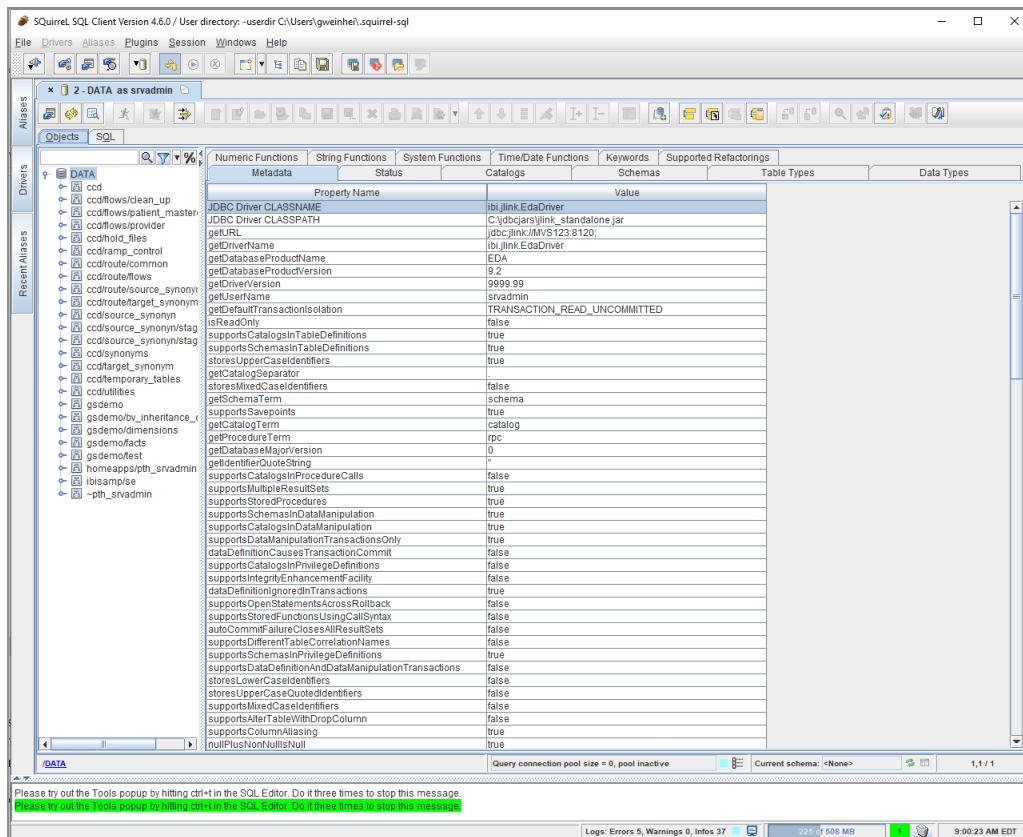 SQuirreL SQL Client Version 4.6.0 / User directory: -userdir C:\Users\gweinhei\.squirrel-sql
File Drivers Aliases Plugins Session Windows Help
2 - DATA as srvadmin
Aliases
Drivers
Recent Aliases
Objects SQL
DATA
ccd
ccd/flows/clean_up
ccd/flows/patient_master
ccd/flows/provider
ccd/hold_files
ccd/ramp_control
ccd/route/common
ccd/route/flows
ccd/route/source_synonyr
ccd/route/target_synonym
ccd/source_synonyn
ccd/source_synonyn/stag
ccd/source_synonyn/stag
ccd/synonyms
ccd/target_synonym
ccd/temporary_tables
ccd/utilities
gsdemo
gsdemo/bv_inheritance_
gsdemo/dimensions
gsdemo/facts
gsdemo/test
homeapps/pth_srvadmin
ibisamp/se
~pth_srvadmin
Numeric Functions String Functions System Functions Time/Date Functions Keywords Supported Refactorings
Metadata Status Catalogs Schemas Table Types Data Types
Property Name Value
JDBC Driver CLASSNAME ibi.jlink.EdaDriver
JDBC Driver CLASSPATH C:\jdbcjars\jlink_standalone.jar
getURL jdbc:jlink://MVS123:8120;
getDriverName ibi.jlink.EdaDriver
getDatabaseProductName EDA
getDatabaseProductVersion 9.2
getDriverVersion 9999.99
getUserName srvadmin
getDefaultTransactionIsolation TRANSACTION_READ_UNCOMMITTED
isReadOnly false
supportsCatalogsInTableDefinitions true
supportsSchemasInTableDefinitions true
storesUpperCaseIdentifiers true
getCatalogSeparator .
storesMixedCaseIdentifiers false
getSchemaTerm schema
supportsSavepoints true
getCatalogTerm catalog
getProcedureTerm rpc
getDatabaseMajorVersion 0
getIdentifierQuoteString "
supportsCatalogsInProcedureCalls false
supportsMultipleResultSets true
supportsStoredProcedures true
supportsSchemasInDataManipulation true
supportsCatalogsInDataManipulation true
supportsDataManipulationTransactionsOnly true
dataDefinitionCausesTransactionCommit false
supportsCatalogsInPrivilegeDefinitions false
supportsIntegrityEnhancementFacility false
dataDefinitionIgnoredInTransactions true
supportsOpenStatementsAcrossRollback false
supportsStoredFunctionsUsingCallSyntax false
autoCommitFailureClosesAllResultSets false
supportsDifferentTableCorrelationNames false
supportsSchemasInPrivilegeDefinitions true
supportsDataDefinitionAndDataManipulationTransactions false
storesLowerCaseIdentifiers false
storesUpperCaseQuotedIdentifiers false
supportsMixedCaseIdentifiers false
supportsAlterTableWithDropColumn false
supportsColumnAliasing true
nullPlusNonNullIsNull true
/DATA Query connection pool size = 0, pool inactive Current schema: <None> 1,1 / 1
Please try out the Tools popup by hitting ctrl+t in the SQL Editor. Do it three times to stop this message.
Please try out the Tools popup by hitting ctrl+t in the SQL Editor. Do it three times to stop this message.
Logs: Errors 5, Warnings 0, Infos 37 225 of 508 MB 1 9:00:23 AM EDT